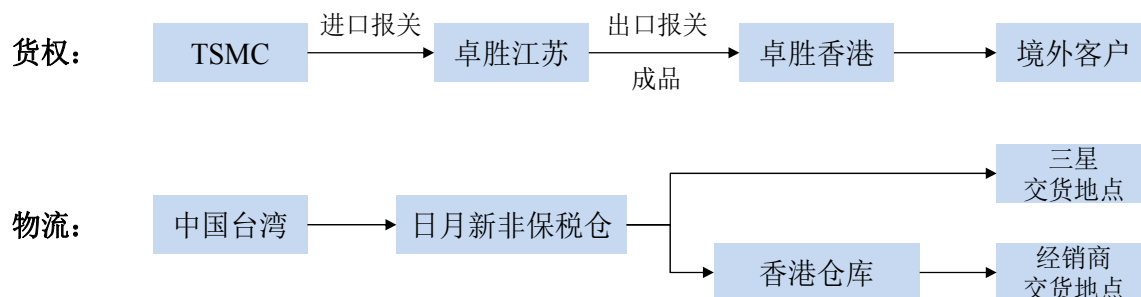 货权：
TSMC
进口报关
卓胜江苏
出口报关
成品
卓胜香港
境外客户
物流：
中国台湾
日月新非保税仓
三星
交货地点
香港仓库
经销商
交货地点